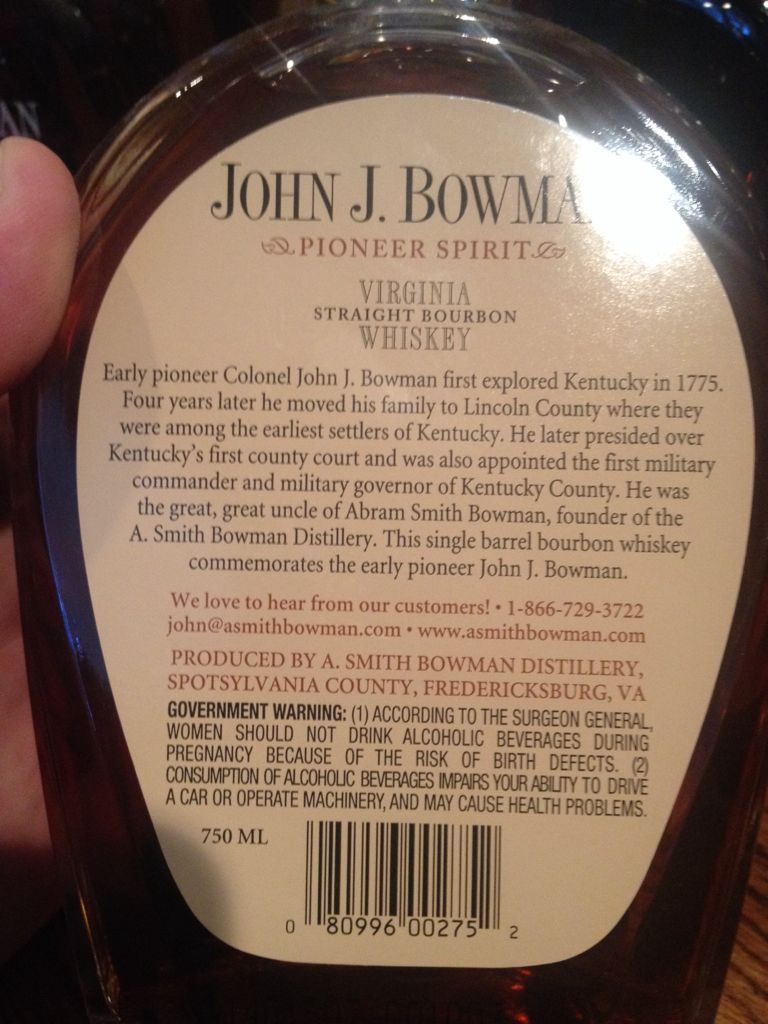 AN
JOHN J. BOWMA
PIONEER SPIRIT
VIRGINIA
STRAIGHT BOURBON
WHISKEY
Early pioneer Colonel John J. Bowman first explored Kentucky in 1775.
Four years later he moved his family to Lincoln County where they
were among the earliest settlers of Kentucky. He later presided over
Kentucky's first county court and was also appointed the first military
commander and military governor of Kentucky County. He was
the great, great uncle of Abram Smith Bowman, founder of the
A. Smith Bowman Distillery. This single barrel bourbon whiskey
commemorates the early pioneer John J. Bowman.
We love to hear from our customers! • 1-866-729-3722
john@asmithbowman.com • www.asmithbowman.com
PRODUCED BY A. SMITH BOWMAN DISTILLERY,
SPOTSYLVANIA COUNTY, FREDERICKSBURG, VA
GOVERNMENT WARNING: (1) ACCORDING TO THE SURGEON GENERAL,
WOMEN SHOULD NOT DRINK ALCOHOLIC BEVERAGES DURING
PREGNANCY BECAUSE OF THE RISK OF BIRTH DEFECTS. (2)
CONSUMPTION OF ALCOHOLIC BEVERAGES IMPAIRS YOUR ABILITY TO DRIVE
A CAR OR OPERATE MACHINERY, AND MAY CAUSE HEALTH PROBLEMS.
750 ML
0 80996 00275 2